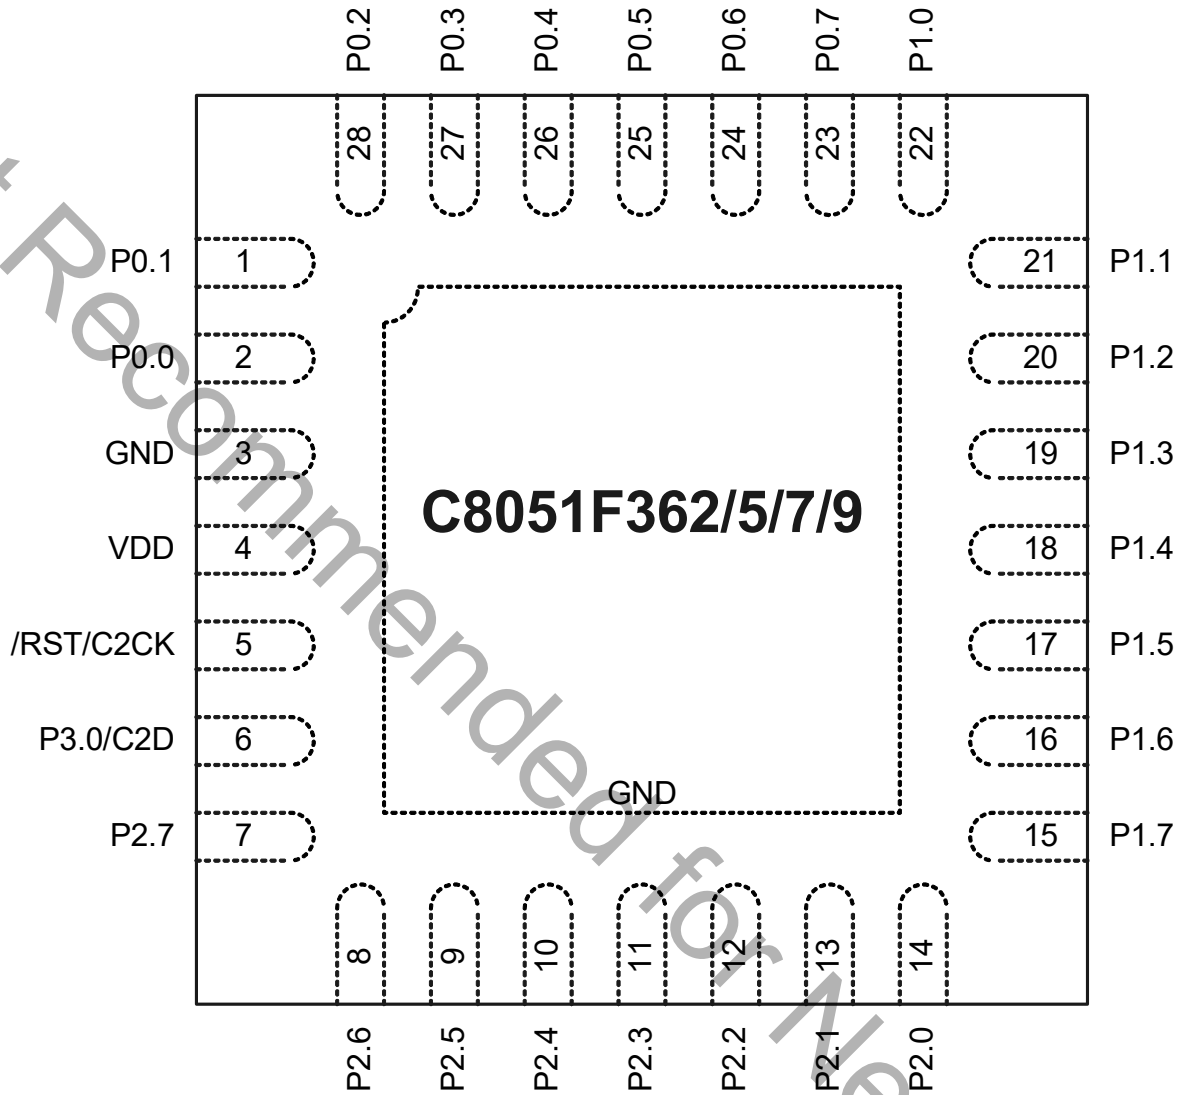 P0.2 P0.3 P0.4 P0.5 P0.6 P0.7 P1.0
28 27 26 25 24 23 22
P0.1 1 21 P1.1
P0.0 2 20 P1.2
GND 3 19 P1.3
C8051F362/5/7/9
VDD 4 18 P1.4
/RST/C2CK 5 17 P1.5
P3.0/C2D 6 16 P1.6
GND
P2.7 7 15 P1.7
8 9 10 11 12 13 14
P2.6 P2.5 P2.4 P2.3 P2.2 P2.1 P2.0
Recommended for